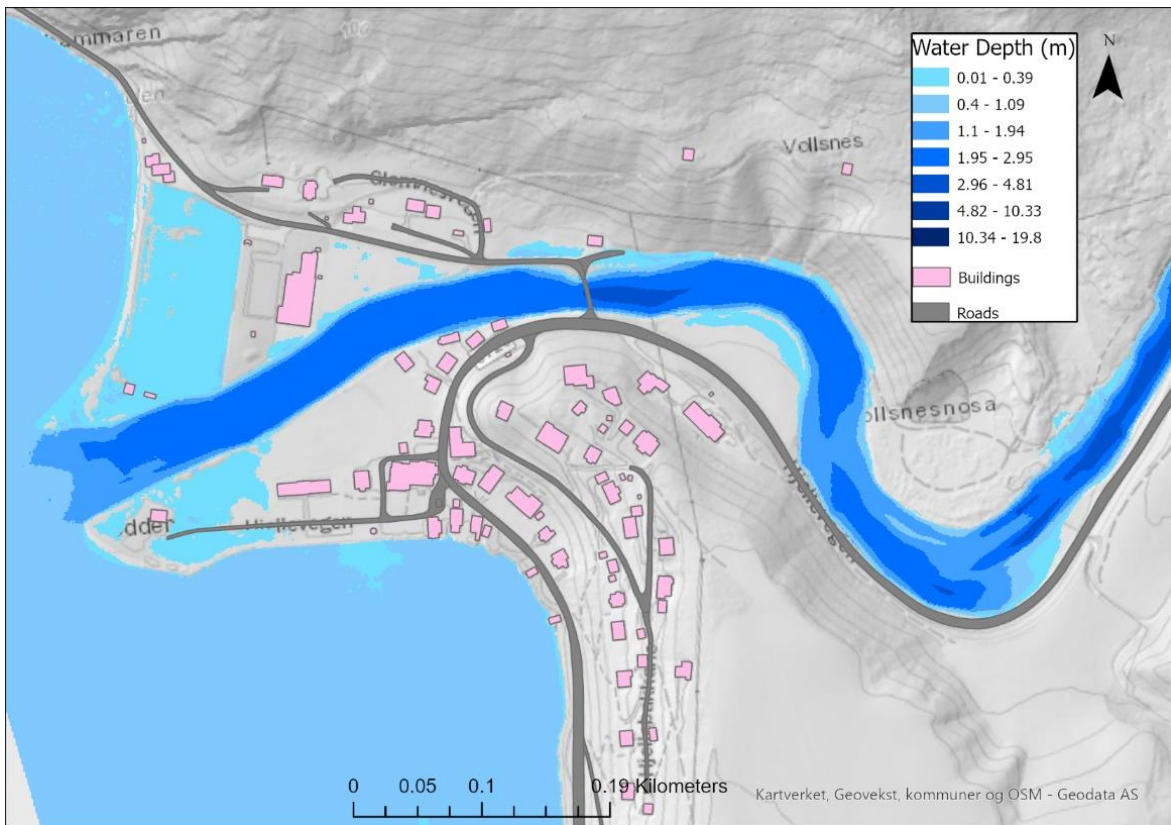 Water Depth (m)
0.01 - 0.39
0.4 - 1.09
1.1 - 1.94
1.95 - 2.95
2.96 - 4.81
4.82 - 10.33
10.34 - 19.8
Buildings
Roads
N
Vollsnes
Hjellevegen
Hjellevegen
0 0.05 0.1 0.19 Kilometers
Kartverket, Geovekst, kommuner og OSM - Geodata AS